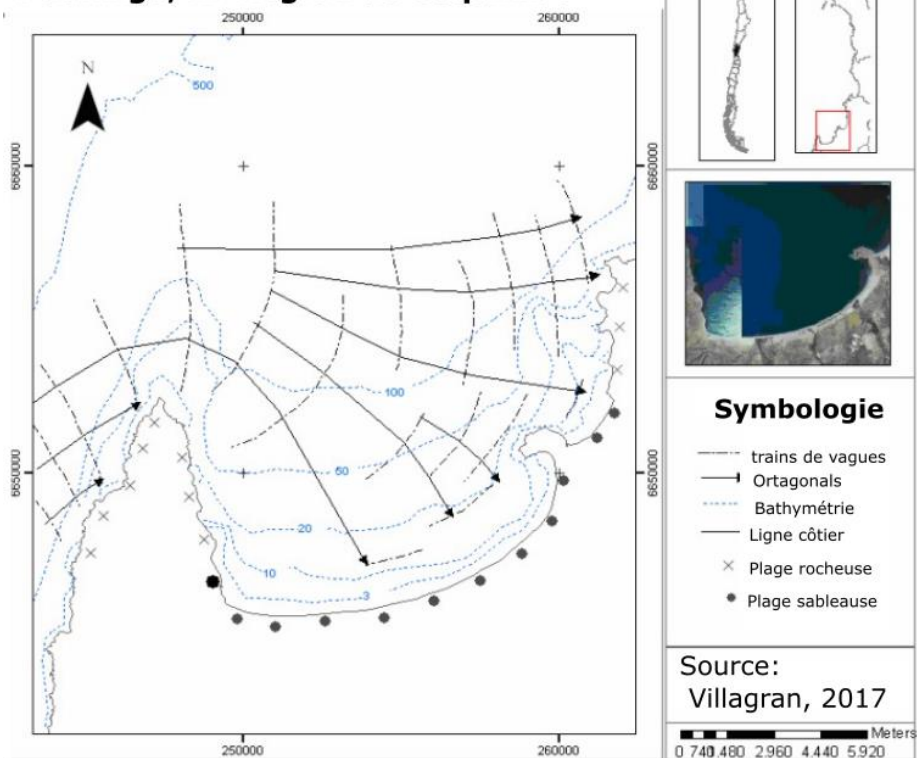 250000
260000
N
500
6660000
6660000
100
50
6650000
6650000
20
10
3
250000
260000
Symbologie
trains de vagues
Ortagonals
Bathymétrie
Ligne côtier
Plage rocheuse
Plage sableause
Source:
Villagran, 2017
Meters
0 740 1.480 2.960 4.440 5.920